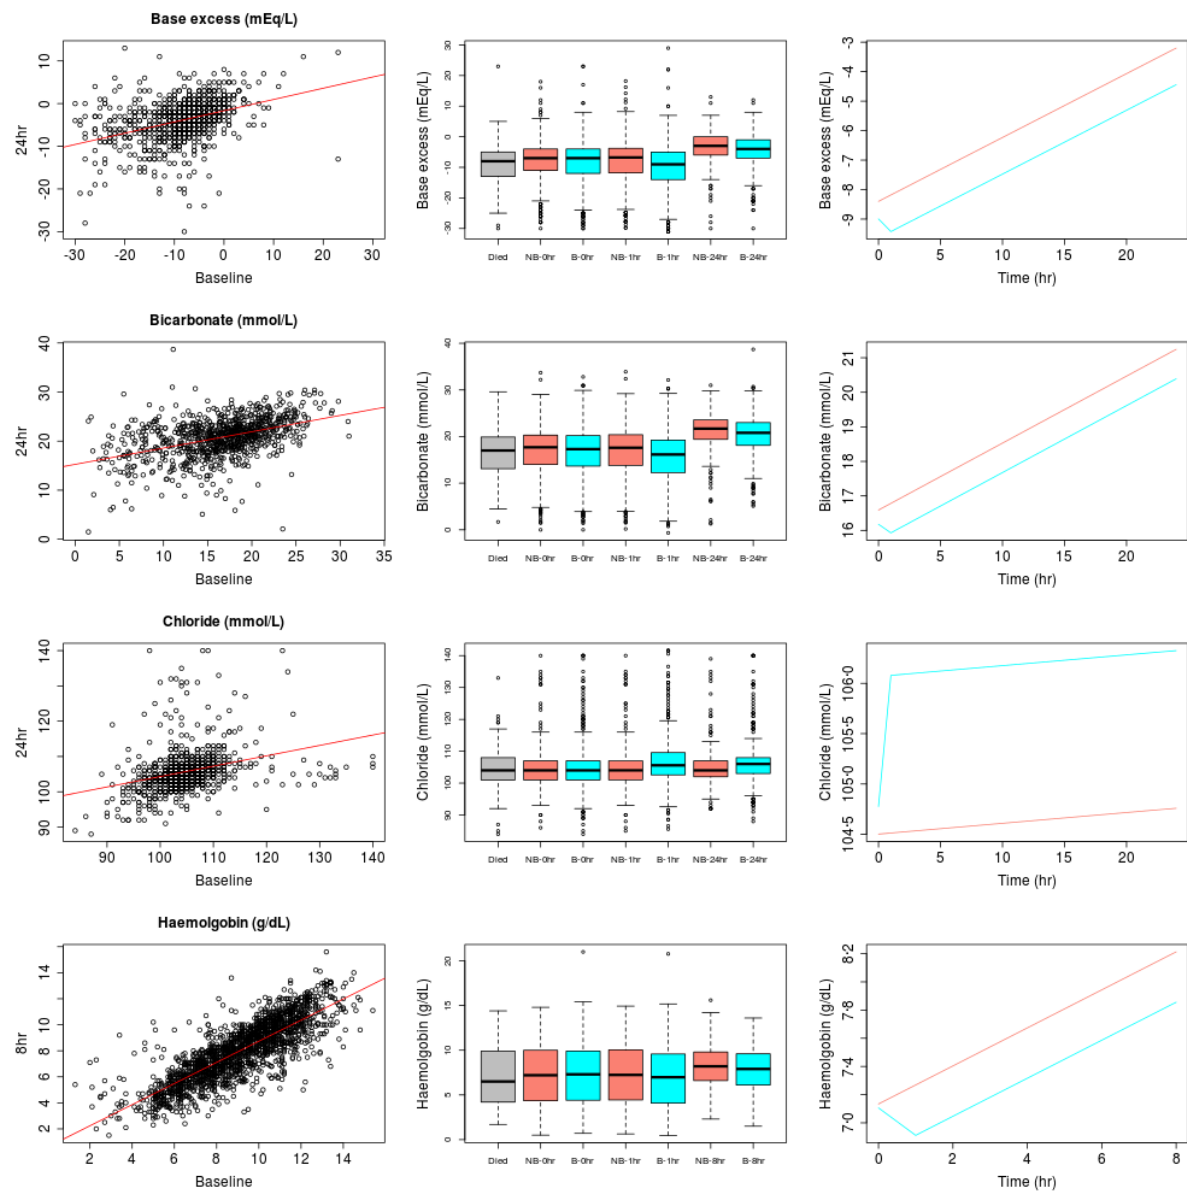 Base excess (mEq/L)
24hr
10
0
-10
-20
-30
-30 -20 -10 0 10 20 30
Baseline
Base excess (mEq/L)
30
20
10
0
-10
-20
-30
Died NB-0hr B-0hr NB-1hr B-1hr NB-24hr B-24hr
Base excess (mEq/L)
-3
-4
-5
-6
-7
-8
-9
0 5 10 15 20
Time (hr)
Bicarbonate (mmol/L)
24hr
40
30
20
10
0
0 5 10 15 20 25 30 35
Baseline
Bicarbonate (mmol/L)
40
30
20
10
0
Died NB-0hr B-0hr NB-1hr B-1hr NB-24hr B-24hr
Bicarbonate (mmol/L)
21
20
19
18
17
16
0 5 10 15 20
Time (hr)
Chloride (mmol/L)
24hr
140
120
110
100
90
90 100 110 120 130 140
Baseline
Chloride (mmol/L)
140
130
120
110
100
90
Died NB-0hr B-0hr NB-1hr B-1hr NB-24hr B-24hr
Chloride (mmol/L)
106·0
105·5
105·0
104·5
0 5 10 15 20
Time (hr)
Haemolgobin (g/dL)
8hr
14
10
8
6
4
2
2 4 6 8 10 12 14
Baseline
Haemolgobin (g/dL)
20
15
10
5
0
Died NB-0hr B-0hr NB-1hr B-1hr NB-8hr B-8hr
Haemolgobin (g/dL)
8·2
7·8
7·4
7·0
0 2 4 6 8
Time (hr)